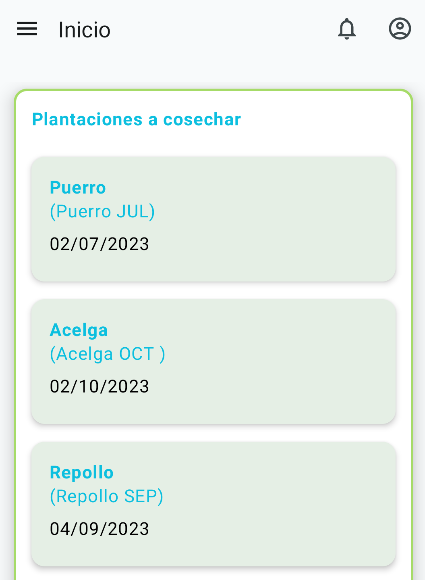 Inicio
Plantaciones a cosechar
Puerro
(Puerro JUL)
02/07/2023
Acelga
(Acelga OCT )
02/10/2023
Repollo
(Repollo SEP)
04/09/2023